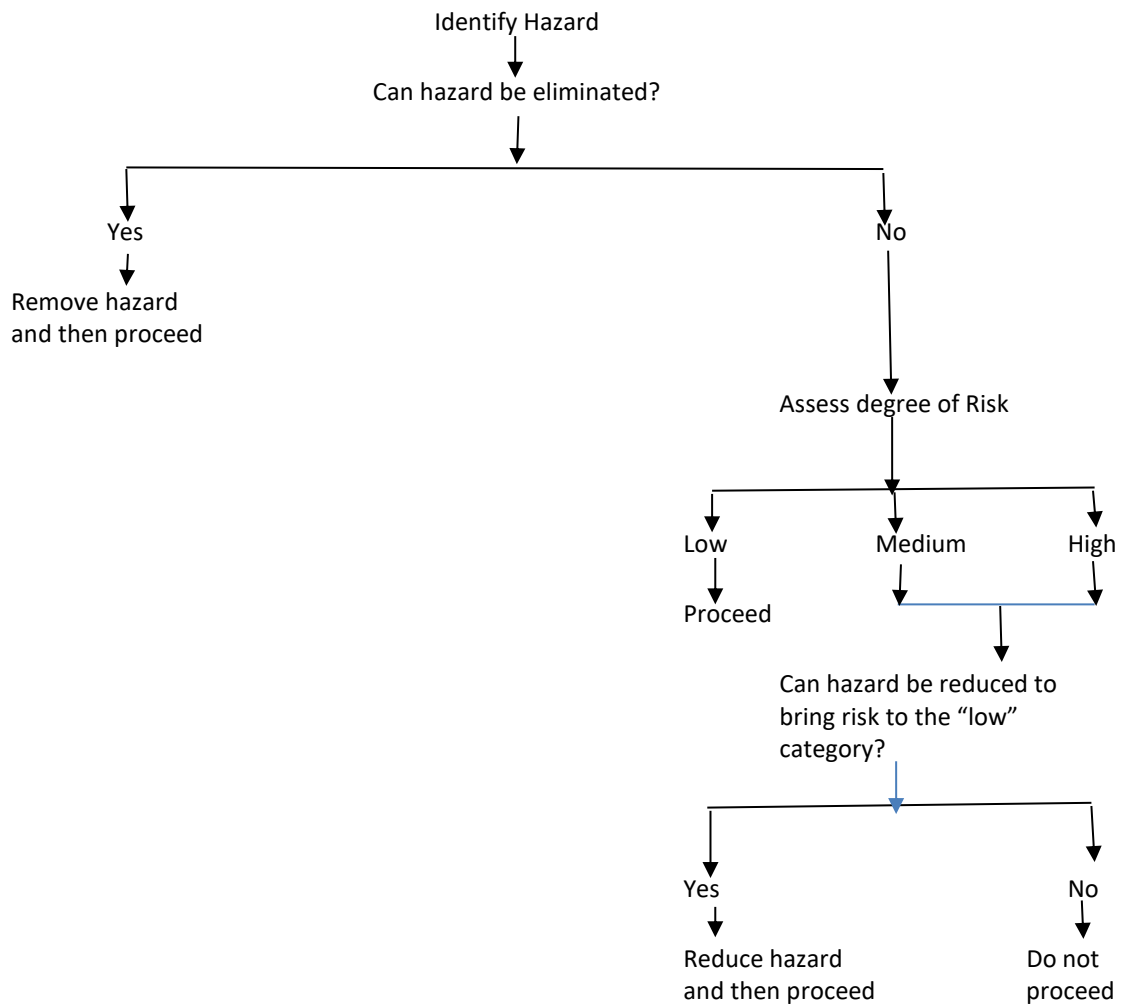 Identify Hazard
Can hazard be eliminated?
Yes
No
Remove hazard
and then proceed
Assess degree of Risk
Low
Medium
High
Proceed
Can hazard be reduced to
bring risk to the “low”
category?
Yes
No
Reduce hazard
and then proceed
Do not
proceed